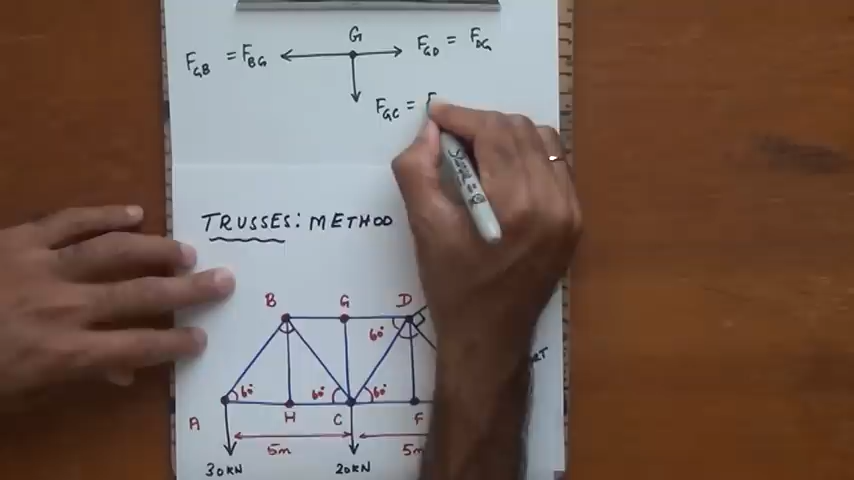 G
F_GB = F_BG
F_GD = F_DG
F_GC = F
TRUSSES: METHOD
B G D
60°
60° 60° 60°
A H C F
5m 5m
30KN 20KN